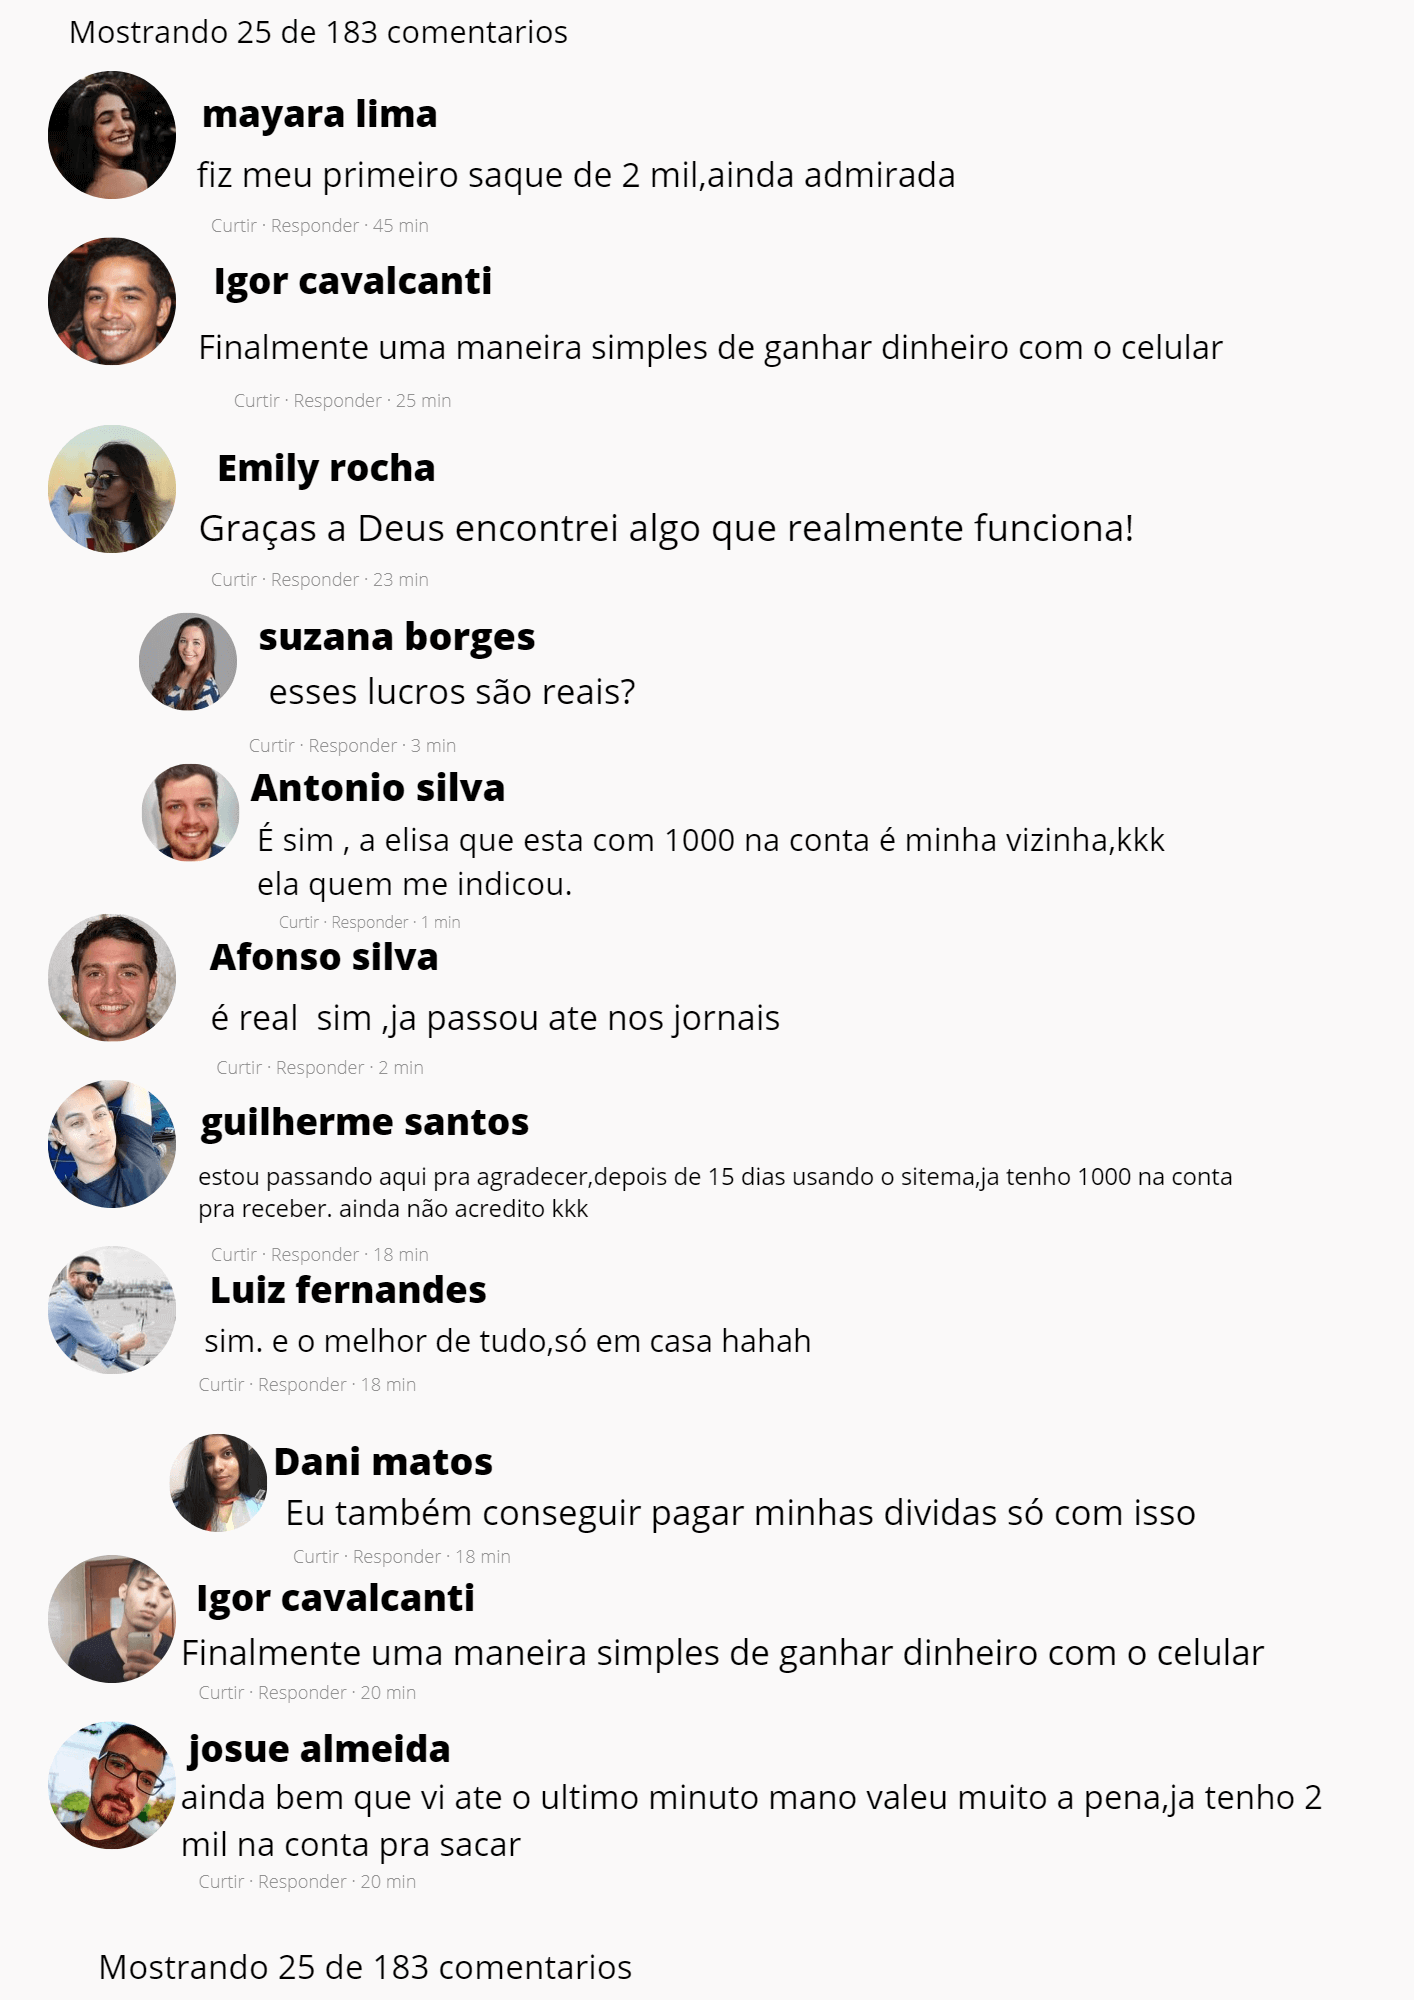 Mostrando 25 de 183 comentarios
mayara lima
fiz meu primeiro saque de 2 mil,ainda admirada
Curtir · Responder · 45 min
Igor cavalcanti
Finalmente uma maneira simples de ganhar dinheiro com o celular
Curtir · Responder · 25 min
Emily rocha
Graças a Deus encontrei algo que realmente funciona!
Curtir · Responder · 23 min
suzana borges
esses lucros são reais?
Curtir · Responder · 3 min
Antonio silva
É sim , a elisa que esta com 1000 na conta é minha vizinha,kkk
ela quem me indicou.
Curtir · Responder · 1 min
Afonso silva
é real  sim ,ja passou ate nos jornais
Curtir · Responder · 2 min
guilherme santos
estou passando aqui pra agradecer,depois de 15 dias usando o sitema,ja tenho 1000 na conta
pra receber. ainda não acredito kkk
Curtir · Responder · 18 min
Luiz fernandes
sim. e o melhor de tudo,só em casa hahah
Curtir · Responder · 18 min
Dani matos
Eu também conseguir pagar minhas dividas só com isso
Curtir · Responder · 18 min
Igor cavalcanti
Finalmente uma maneira simples de ganhar dinheiro com o celular
Curtir · Responder · 20 min
josue almeida
ainda bem que vi ate o ultimo minuto mano valeu muito a pena,ja tenho 2
mil na conta pra sacar
Curtir · Responder · 20 min
Mostrando 25 de 183 comentarios